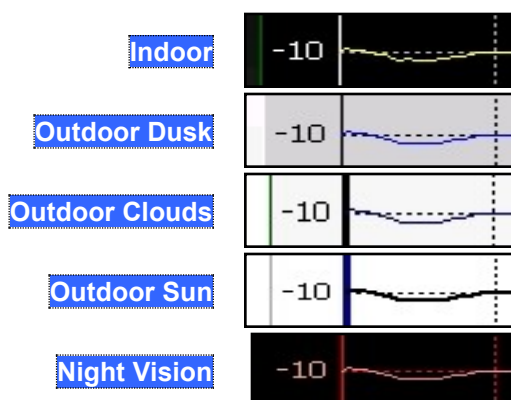 Indoor -10
Outdoor Dusk -10
Outdoor Clouds -10
Outdoor Sun -10
Night Vision -10